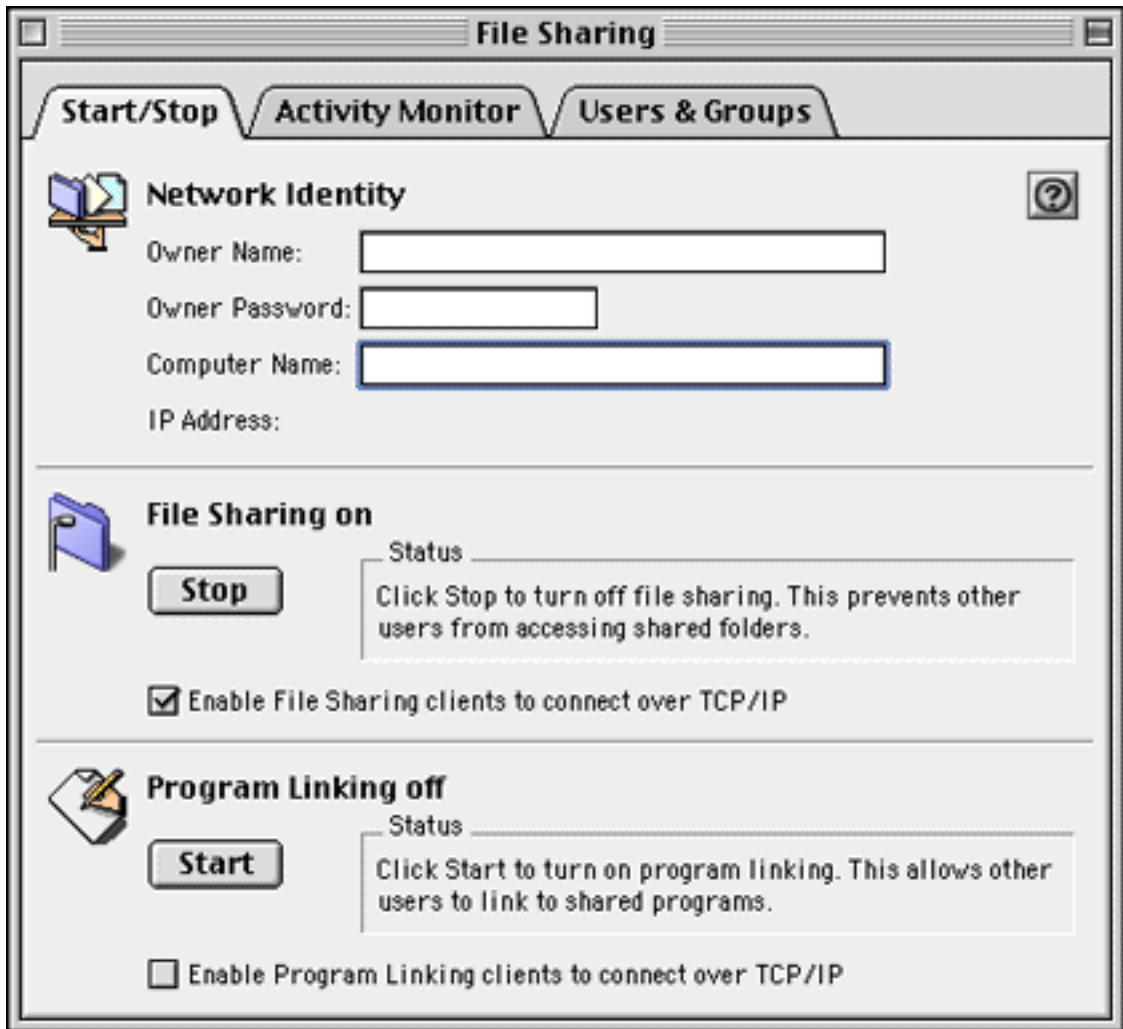 File Sharing
Start/Stop
Activity Monitor
Users & Groups
Network Identity
Owner Name:
Owner Password:
Computer Name:
IP Address:
File Sharing on
Stop
Status
Click Stop to turn off file sharing. This prevents other
users from accessing shared folders.
Enable File Sharing clients to connect over TCP/IP
Program Linking off
Start
Status
Click Start to turn on program linking. This allows other
users to link to shared programs.
Enable Program Linking clients to connect over TCP/IP